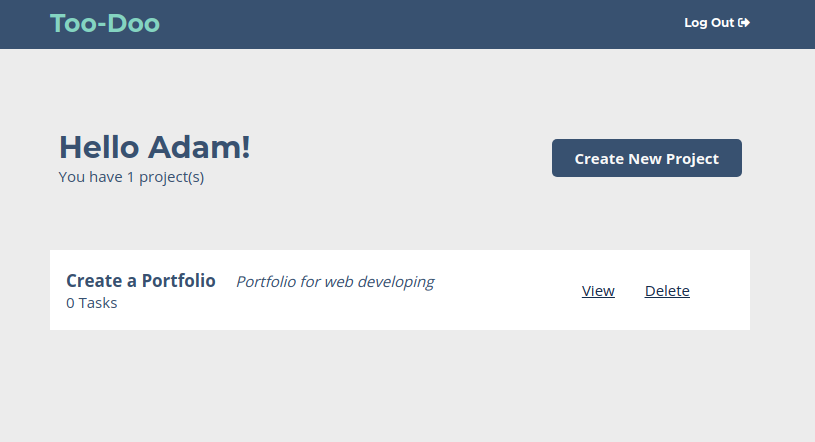 Too-Doo
Log Out
Hello Adam!
You have 1 project(s)
Create New Project
Create a Portfolio Portfolio for web developing
0 Tasks
View Delete